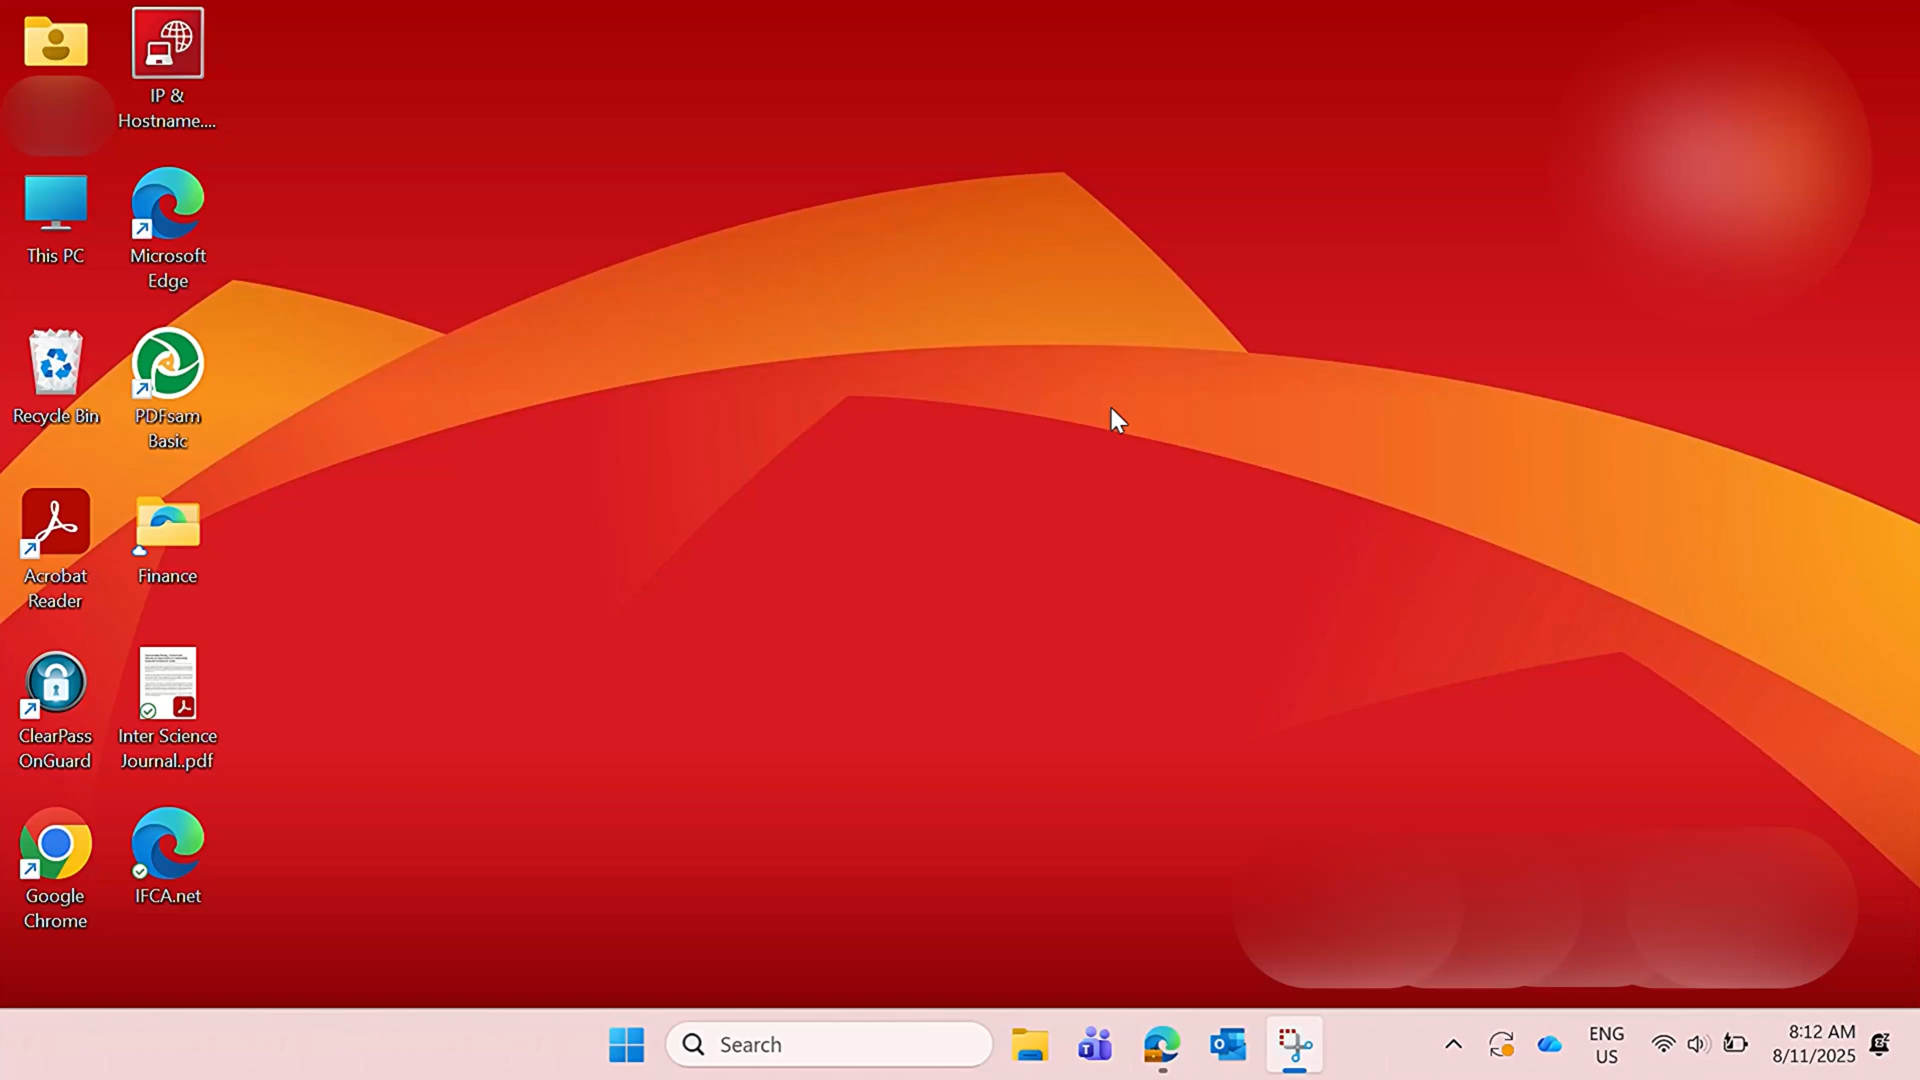 IP &
Hostname....
This PC
Microsoft
Edge
Recycle Bin
PDFsam
Basic
Acrobat
Reader
Finance
ClearPass
OnGuard
Inter Science
Journal..pdf
Google
Chrome
IFCA.net
Search
ENG
US
8:12 AM
8/11/2025